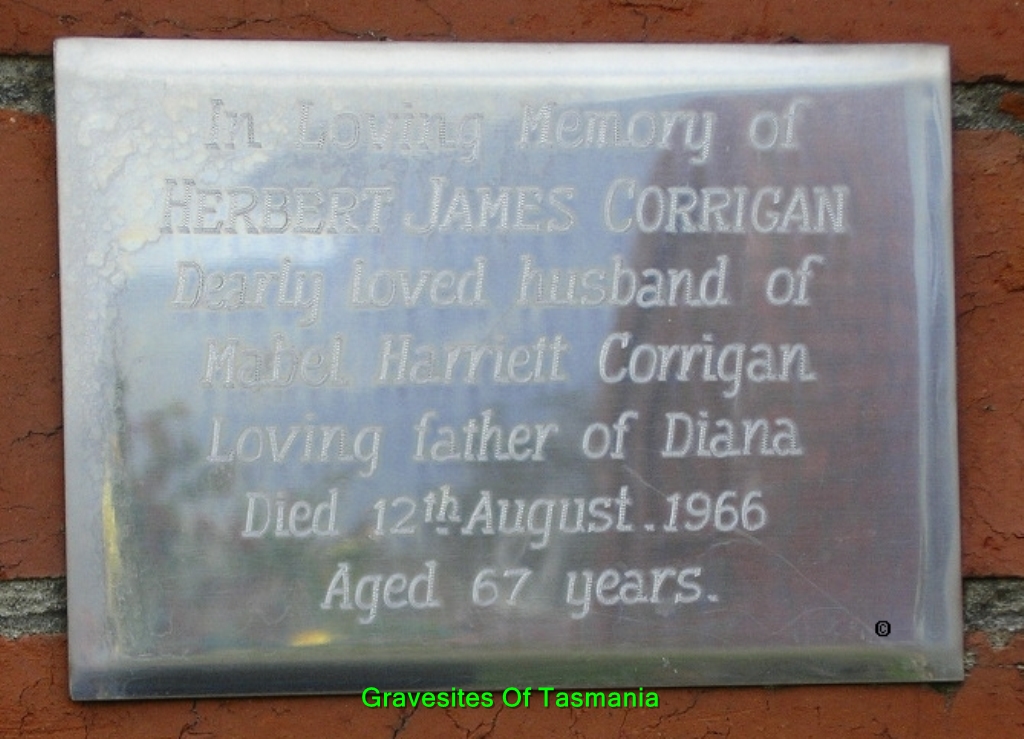 In Loving Memory of
HERBERT JAMES CORRIGAN
Dearly loved husband of
Mabel Harriett Corrigan
Loving father of Diana
Died 12th August. 1966
Aged 67 years.
©
Gravesites Of Tasmania